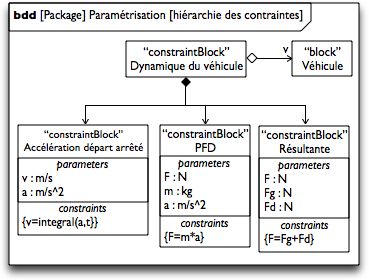 bdd [Package] Paramétrisation [hiérarchie des contraintes]
“constraintBlock”
Dynamique du véhicule
v
“block”
Véhicule
“constraintBlock”
Accélération départ arrêté
parameters
v : m/s
a : m/s^2
constraints
{v=integral(a,t}}
“constraintBlock”
PFD
parameters
F : N
m : kg
a : m/s^2
constraints
{F=m*a}
“constraintBlock”
Résultante
parameters
F : N
Fg : N
Fd : N
constraints
{F=Fg+Fd}